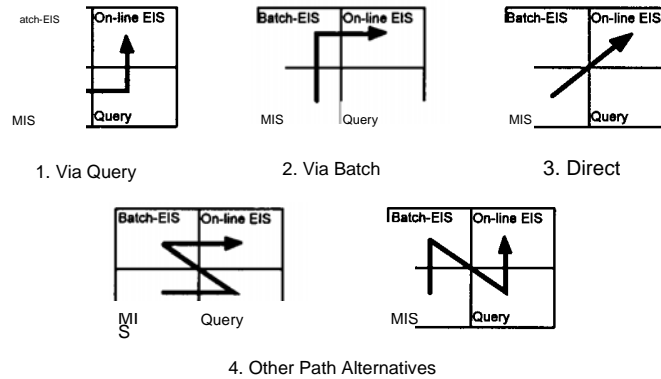 atch-EIS On-line EIS
MIS Query
1. Via Query
Batch-EIS On-line EIS
MIS Query
2. Via Batch
Batch-EIS On-line EIS
MIS Query
3. Direct
Batch-EIS On-line EIS
MI
S Query
Batch-EIS On-line EIS
MIS Query
4. Other Path Alternatives